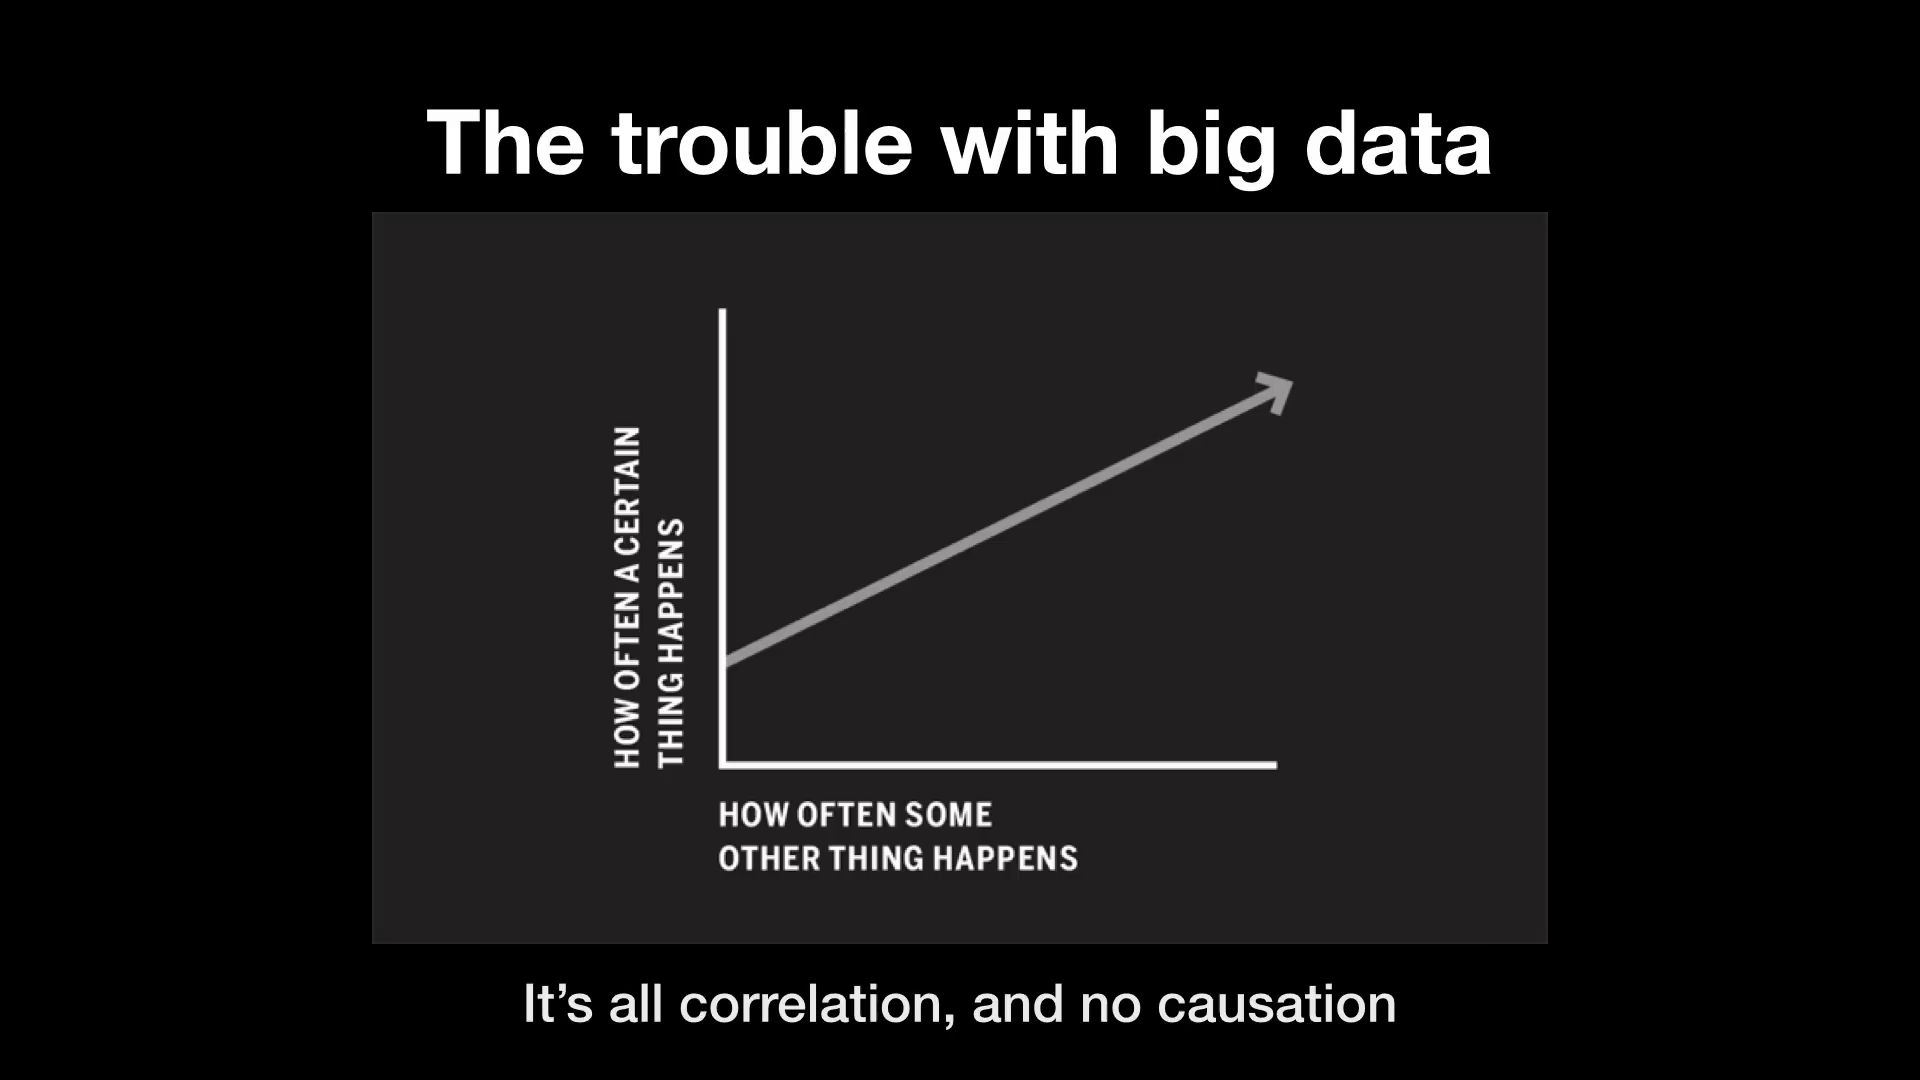 The trouble with big data
HOW OFTEN A CERTAIN
THING HAPPENS
HOW OFTEN SOME
OTHER THING HAPPENS
It’s all correlation, and no causation